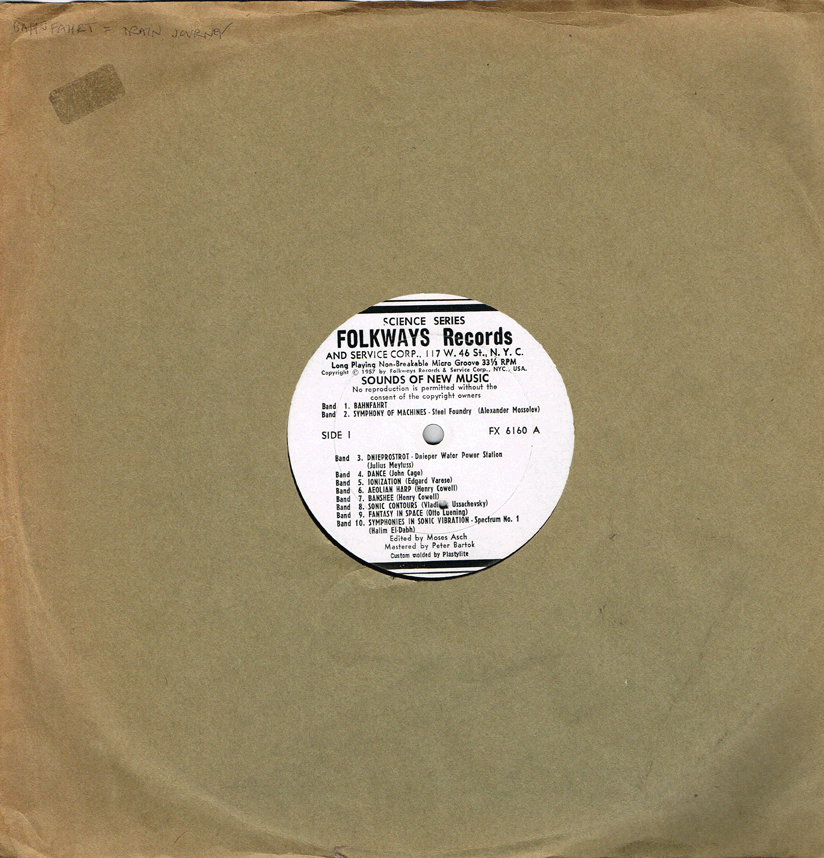 BAHNFAHRT = TRAIN JOURNEY
SCIENCE SERIES
FOLKWAYS Records
AND SERVICE CORP., 117 W. 46 St., N. Y. C.
Long Playing Non-Breakable Micro Groove 33⅓ RPM
Copyright © 1957 by Folkways Records & Service Corp., NYC., USA.
SOUNDS OF NEW MUSIC
No reproduction is permitted without the
consent of the copyright owners
Band 1. BAHNFAHRT
Band 2. SYMPHONY OF MACHINES - Steel Foundry (Alexander Mossolov)
SIDE I FX 6160 A
Band 3. DNIEPROSTROT - Dnieper Water Power Station
(Julius Meytuss)
Band 4. DANCE (John Cage)
Band 5. IONIZATION (Edgard Varese)
Band 6. AEOLIAN HARP (Henry Cowell)
Band 7. BANSHEE (Henry Cowell)
Band 8. SONIC CONTOURS (Vladimir Ussachevsky)
Band 9. FANTASY IN SPACE (Otto Luening)
Band 10. SYMPHONIES IN SONIC VIBRATION - Spectrum No. 1
(Halim El-Dabh)
Edited by Moses Asch
Mastered by Peter Bartok
Custom molded by Plastylite